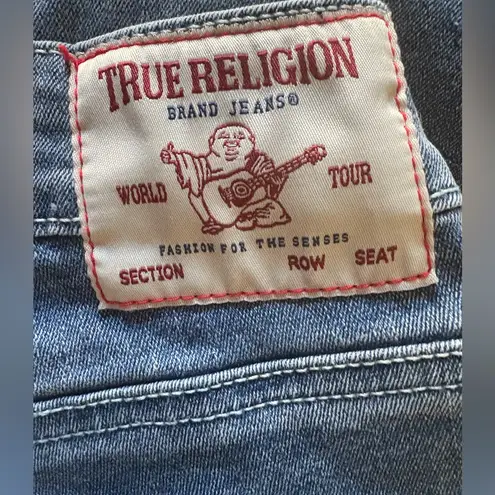 TRUE RELIGION
BRAND JEANS®
WORLD TOUR
FASHION FOR THE SENSES
SECTION ROW SEAT